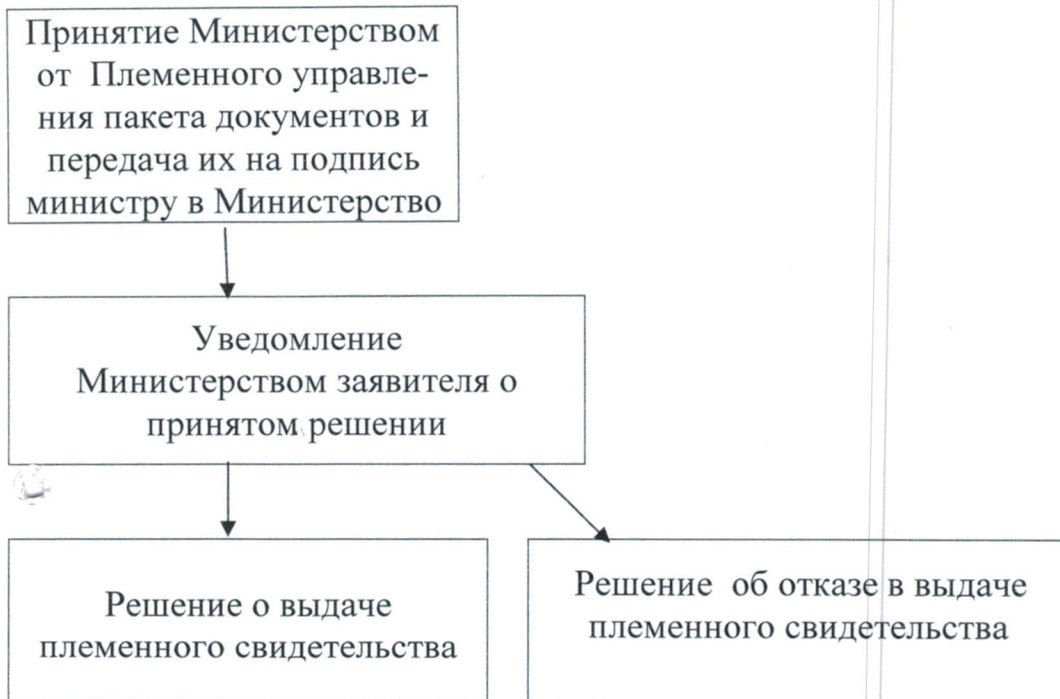 Принятие Министерством
от Племенного управле-
ния пакета документов и
передача их на подпись
министру в Министерство
Уведомление
Министерством заявителя о
принятом решении
Решение о выдаче
племенного свидетельства
Решение об отказе в выдаче
племенного свидетельства